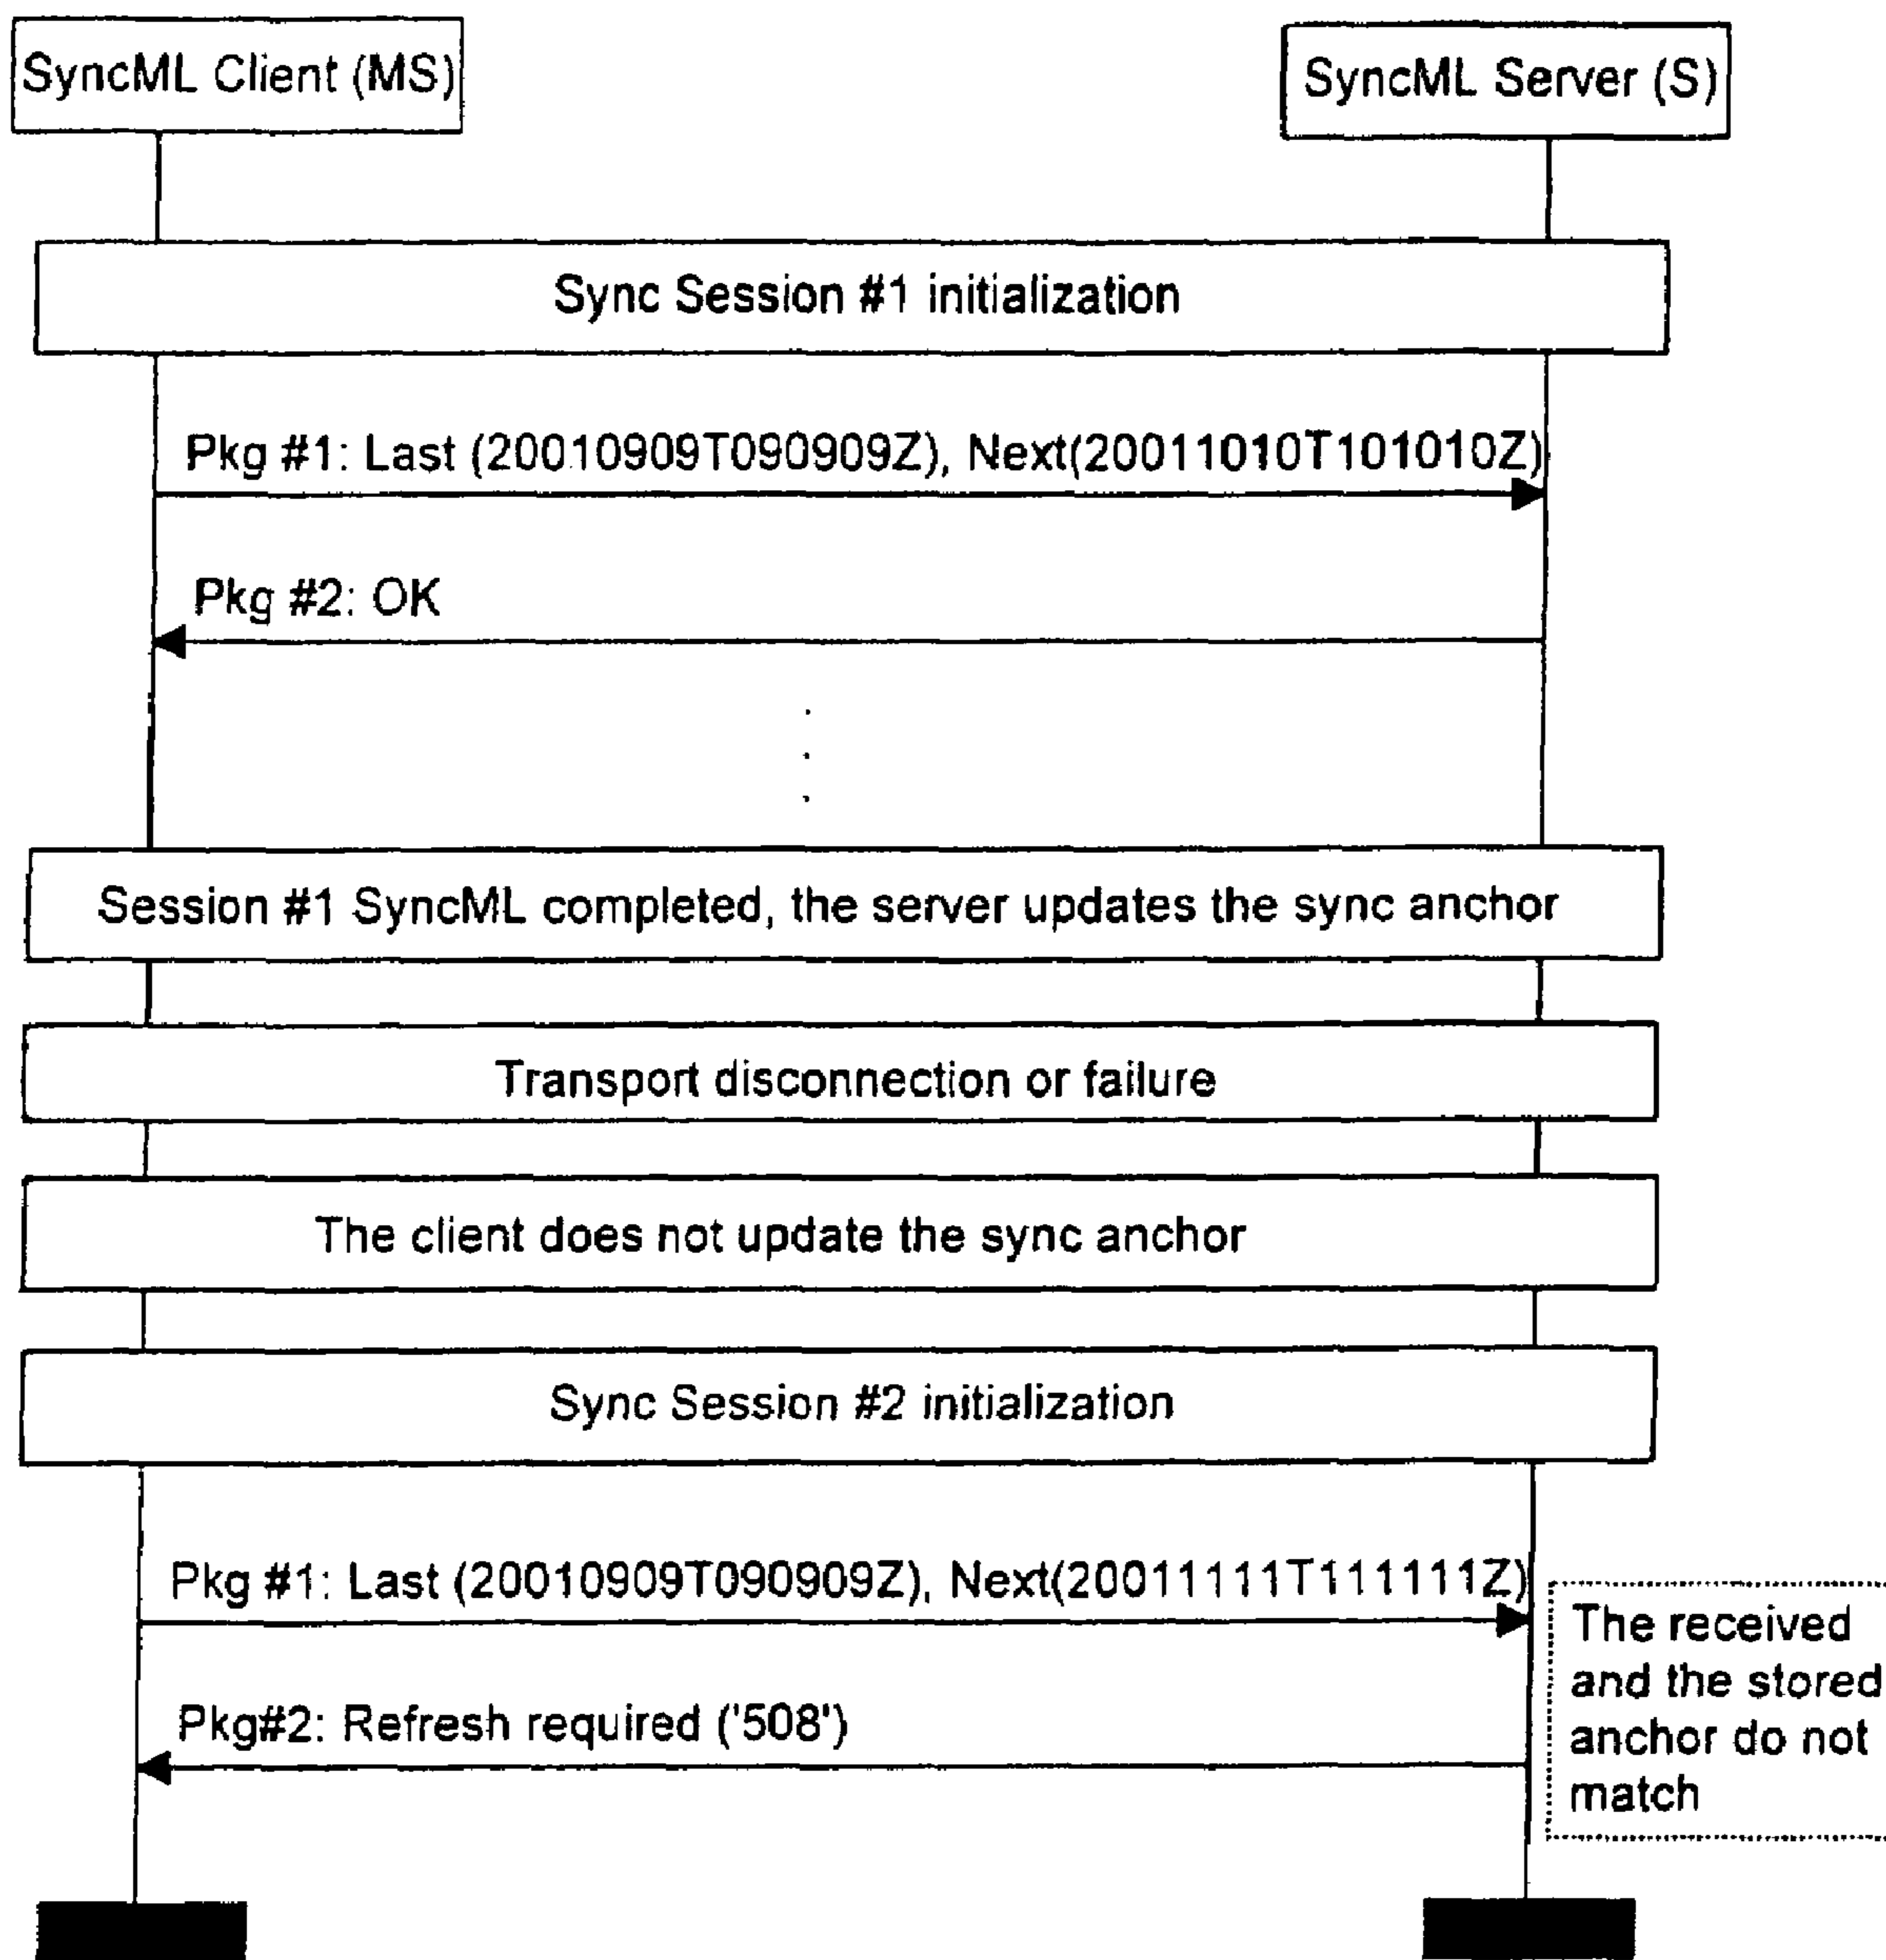 SyncML Client (MS)
SyncML Server (S)
Sync Session #1 initialization
Pkg #1: Last (20010909T090909Z), Next(20011010T101010Z)
Pkg #2: OK
Session #1 SyncML completed, the server updates the sync anchor
Transport disconnection or failure
The client does not update the sync anchor
Sync Session #2 initialization
Pkg #1: Last (20010909T090909Z), Next(20011111T111111Z)
The received
and the stored
anchor do not
match
Pkg#2: Refresh required ('508')